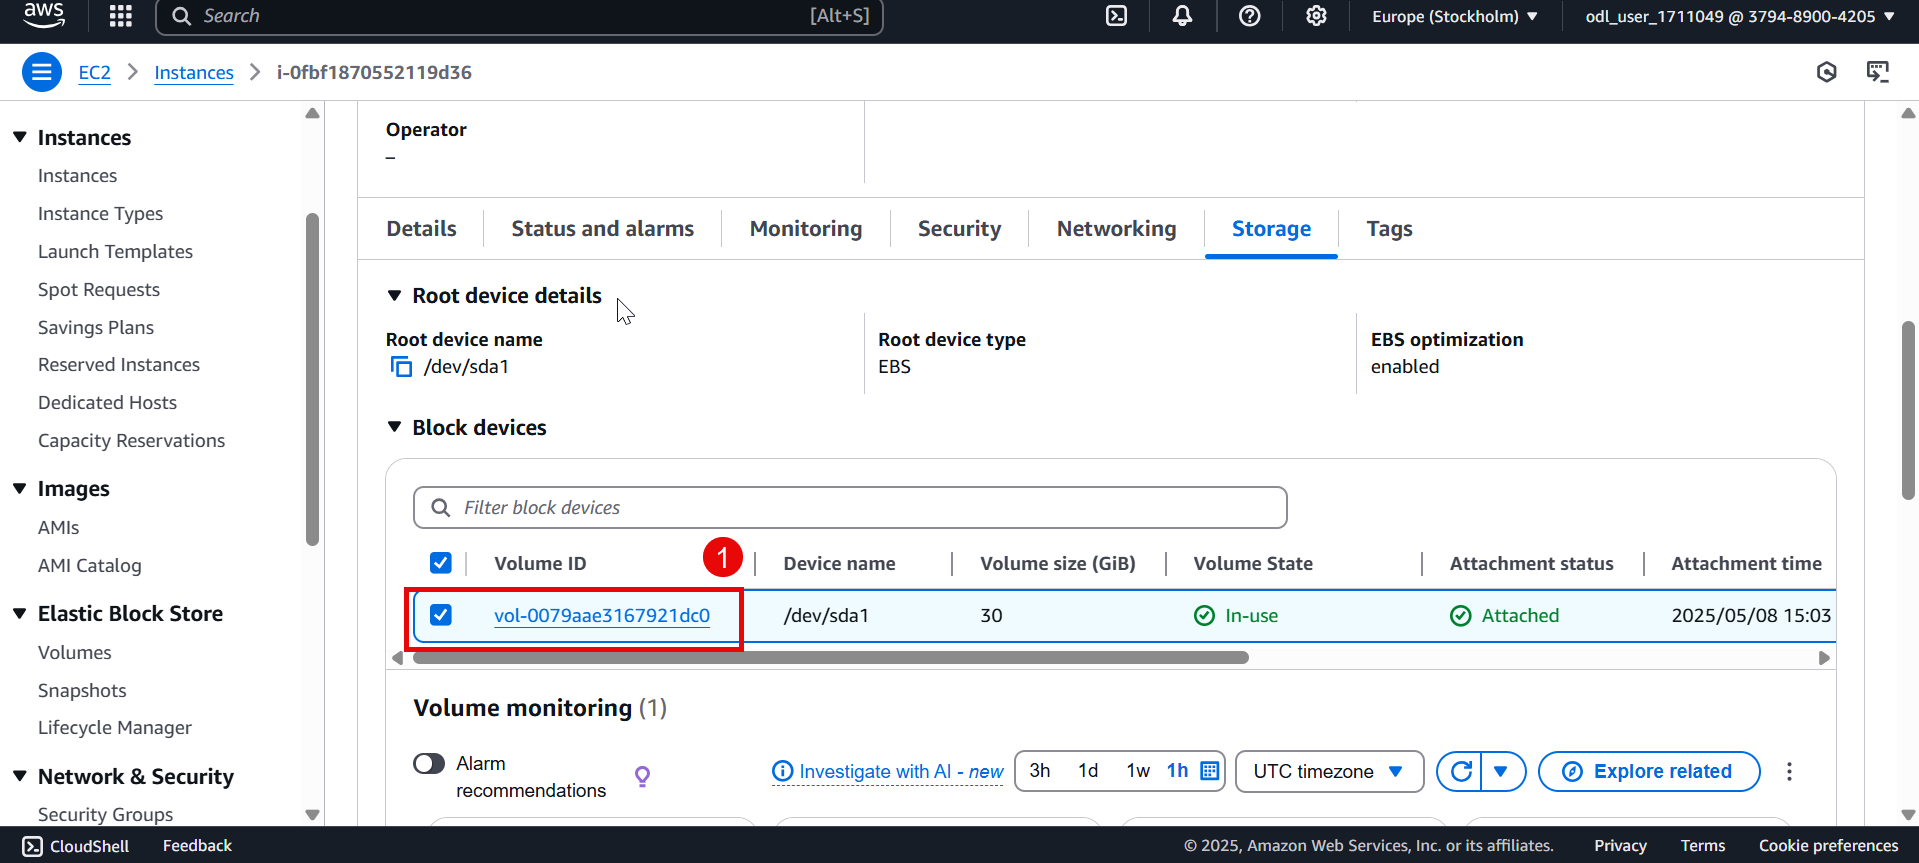 aws
Search
[Alt+S]
Europe (Stockholm)
odl_user_1711049 @ 3794-8900-4205
EC2
Instances
i-0fbf1870552119d36
Instances
Instances
Instance Types
Launch Templates
Spot Requests
Savings Plans
Reserved Instances
Dedicated Hosts
Capacity Reservations
Images
AMIs
AMI Catalog
Elastic Block Store
Volumes
Snapshots
Lifecycle Manager
Network & Security
Security Groups
Operator
–
Details
Status and alarms
Monitoring
Security
Networking
Storage
Tags
Root device details
Root device name
/dev/sda1
Root device type
EBS
EBS optimization
enabled
Block devices
Filter block devices
Volume ID
1
Device name
Volume size (GiB)
Volume State
Attachment status
Attachment time
vol-0079aae3167921dc0
/dev/sda1
30
In-use
Attached
2025/05/08 15:03
Volume monitoring (1)
Alarm
recommendations
Investigate with AI - new
3h
1d
1w
1h
UTC timezone
Explore related
CloudShell
Feedback
© 2025, Amazon Web Services, Inc. or its affiliates.
Privacy
Terms
Cookie preferences